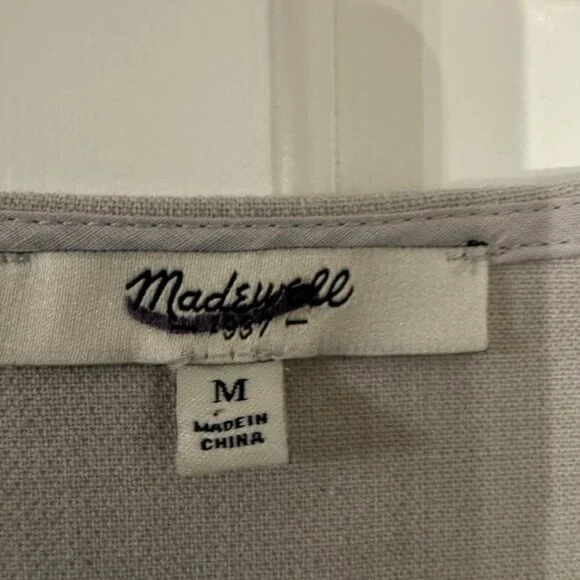 Madewell
— 1937 —
M
MADE IN
CHINA